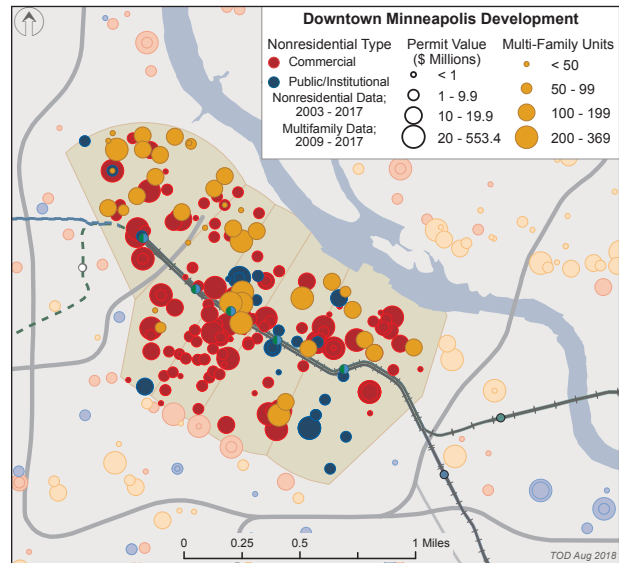 Downtown Minneapolis Development
Nonresidential Type
Commercial
Public/Institutional
Nonresidential Data;
2003 - 2017
Multifamily Data;
2009 - 2017
Permit Value
($ Millions)
< 1
1 - 9.9
10 - 19.9
20 - 553.4
Multi-Family Units
< 50
50 - 99
100 - 199
200 - 369
0 0.25 0.5 1 Miles
TOD Aug 2018